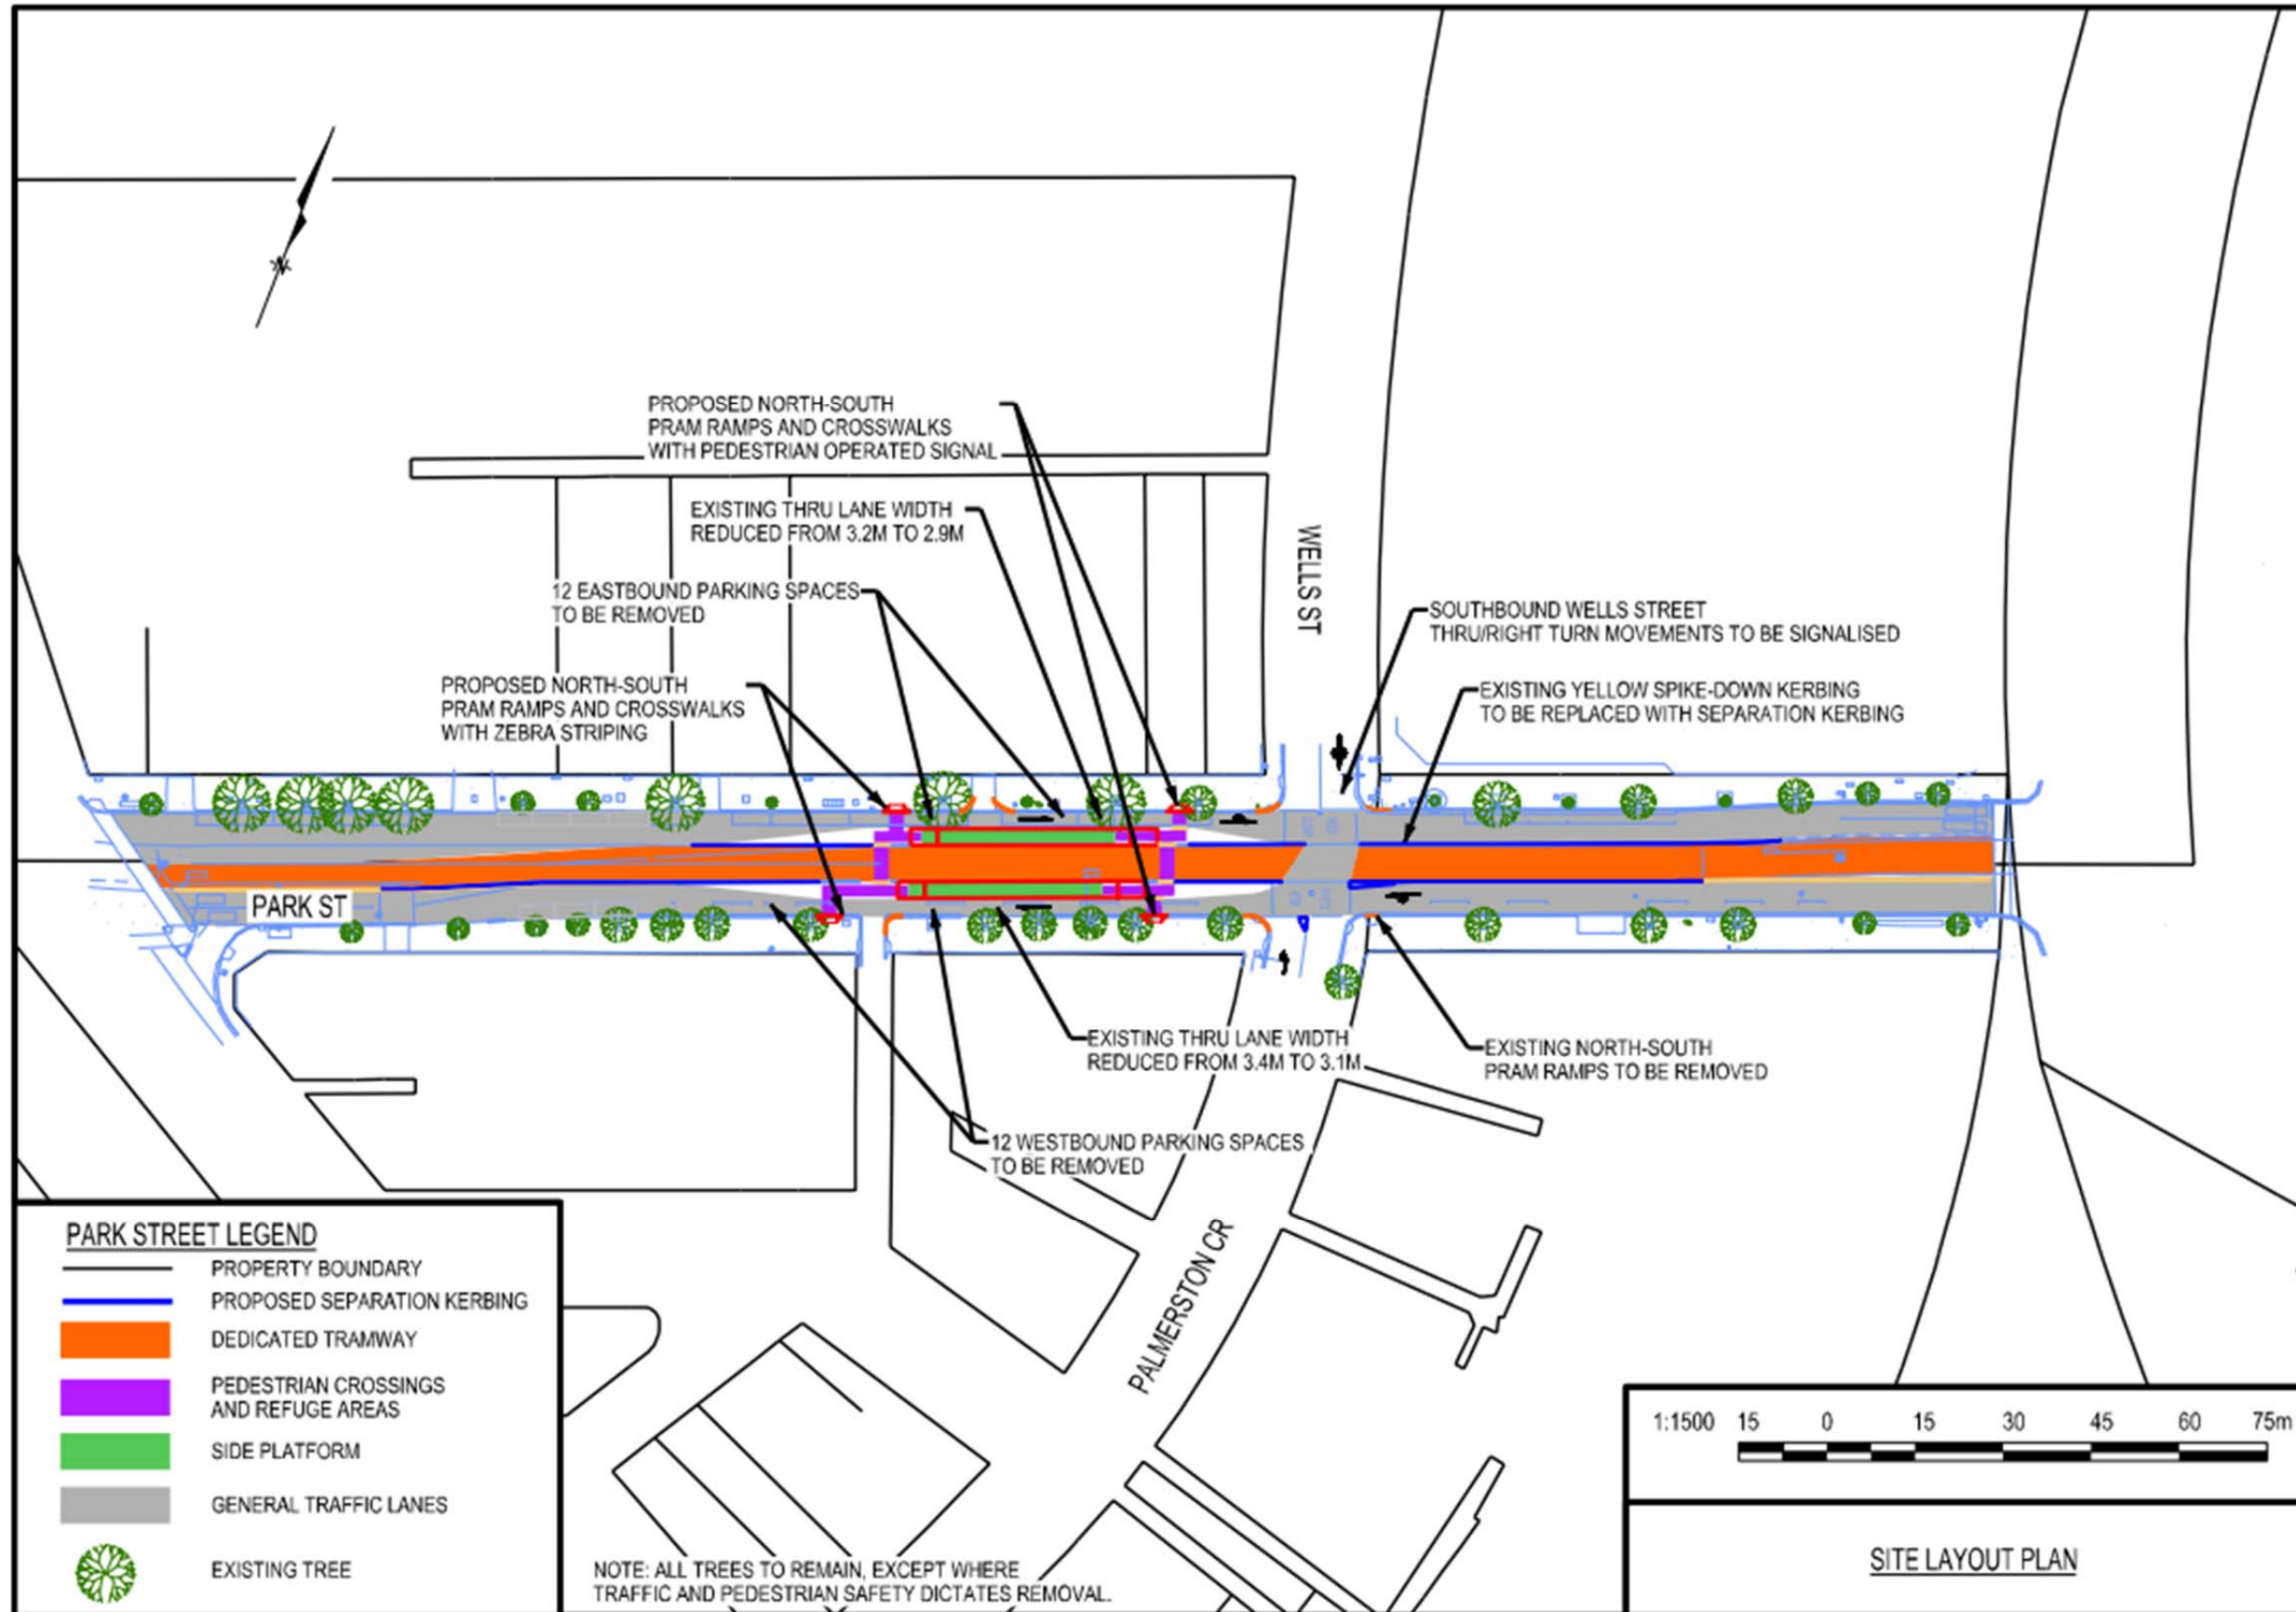 PROPOSED NORTH-SOUTH
PRAM RAMPS AND CROSSWALKS
WITH PEDESTRIAN OPERATED SIGNAL
EXISTING THRU LANE WIDTH
REDUCED FROM 3.2M TO 2.9M
WELLS ST
12 EASTBOUND PARKING SPACES
TO BE REMOVED
SOUTHBOUND WELLS STREET
THRU/RIGHT TURN MOVEMENTS TO BE SIGNALISED
PROPOSED NORTH-SOUTH
PRAM RAMPS AND CROSSWALKS
WITH ZEBRA STRIPING
EXISTING YELLOW SPIKE-DOWN KERBING
TO BE REPLACED WITH SEPARATION KERBING
PARK ST
EXISTING THRU LANE WIDTH
REDUCED FROM 3.4M TO 3.1M
EXISTING NORTH-SOUTH
PRAM RAMPS TO BE REMOVED
12 WESTBOUND PARKING SPACES
TO BE REMOVED
PALMERSTON CR
PARK STREET LEGEND
PROPERTY BOUNDARY
PROPOSED SEPARATION KERBING
DEDICATED TRAMWAY
PEDESTRIAN CROSSINGS
AND REFUGE AREAS
SIDE PLATFORM
GENERAL TRAFFIC LANES
EXISTING TREE
NOTE: ALL TREES TO REMAIN, EXCEPT WHERE
TRAFFIC AND PEDESTRIAN SAFETY DICTATES REMOVAL.
1:1500 15 0 15 30 45 60 75m
SITE LAYOUT PLAN